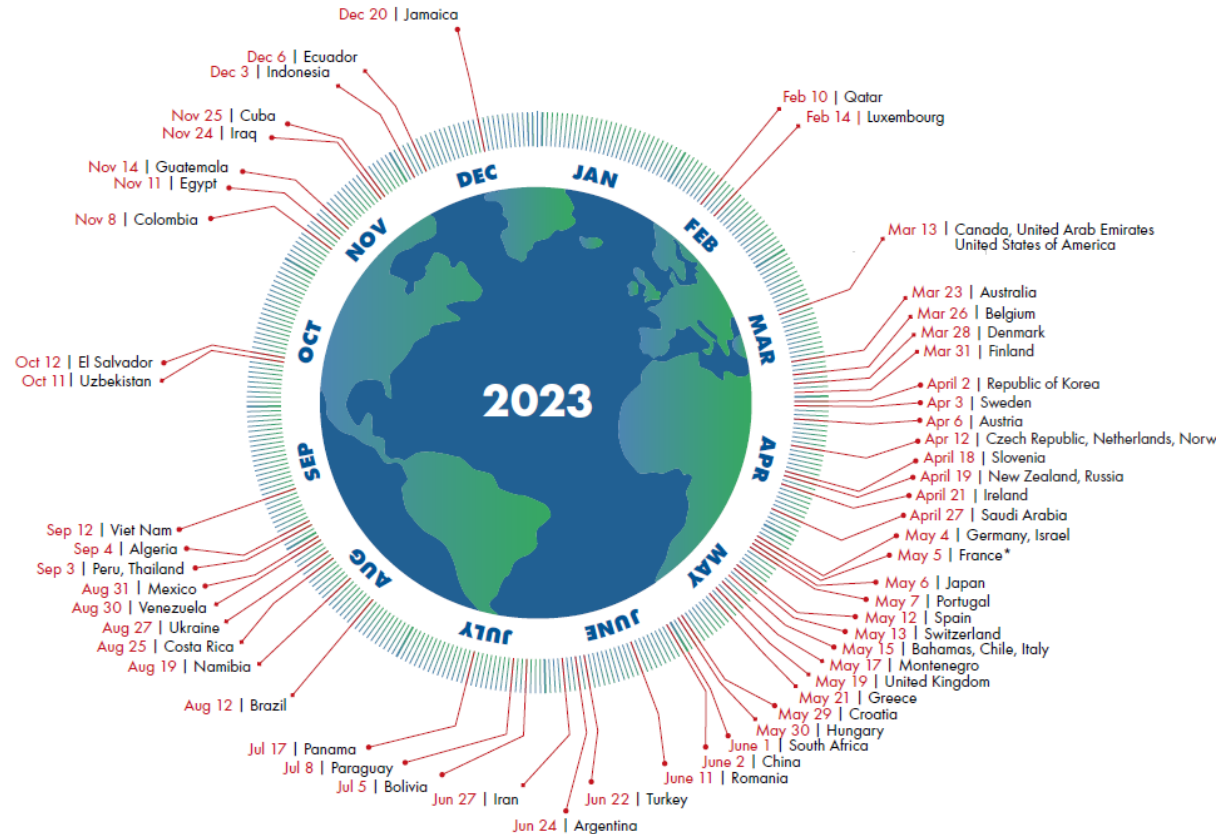 Dec 20 | Jamaica
Dec 6 | Ecuador
Dec 3 | Indonesia
Nov 25 | Cuba
Nov 24 | Iraq
Nov 14 | Guatemala
Nov 11 | Egypt
Nov 8 | Colombia
Oct 12 | El Salvador
Oct 11 | Uzbekistan
Sep 12 | Viet Nam
Sep 4 | Algeria
Sep 3 | Peru, Thailand
Aug 31 | Mexico
Aug 30 | Venezuela
Aug 27 | Ukraine
Aug 25 | Costa Rica
Aug 19 | Namibia
Aug 12 | Brazil
Jul 17 | Panama
Jul 8 | Paraguay
Jul 5 | Bolivia
Jun 27 | Iran
Jun 24 | Argentina
Jun 22 | Turkey
Feb 10 | Qatar
Feb 14 | Luxembourg
Mar 13 | Canada, United Arab Emirates
United States of America
Mar 23 | Australia
Mar 26 | Belgium
Mar 28 | Denmark
Mar 31 | Finland
April 2 | Republic of Korea
Apr 3 | Sweden
Apr 6 | Austria
Apr 12 | Czech Republic, Netherlands, Norw
April 18 | Slovenia
April 19 | New Zealand, Russia
April 21 | Ireland
April 27 | Saudi Arabia
May 4 | Germany, Israel
May 5 | France*
May 6 | Japan
May 7 | Portugal
May 12 | Spain
May 13 | Switzerland
May 15 | Bahamas, Chile, Italy
May 17 | Montenegro
May 19 | United Kingdom
May 21 | Greece
May 29 | Croatia
May 30 | Hungary
June 1 | South Africa
June 2 | China
June 11 | Romania
JAN
FEB
MAR
APR
MAY
JUNE
JULY
AUG
SEP
OCT
NOV
DEC
2023